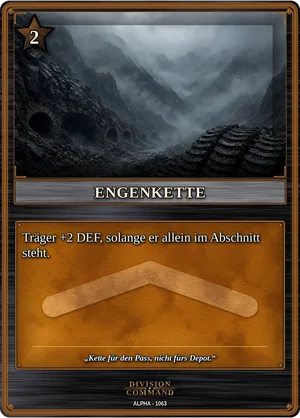 2
ENGENKETTE
Träger +2 DEF, solange er allein im Abschnitt
steht.
„Kette für den Pass, nicht fürs Depot.“
DIVISION
COMMAND
ALPHA - 1063